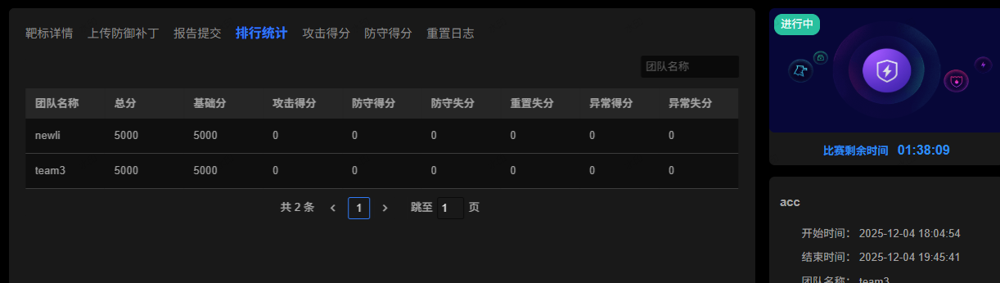 靶标详情 上传防御补丁 报告提交 排行统计 攻击得分 防守得分 重置日志
团队名称
团队名称 总分 基础分 攻击得分 防守得分 防守失分 重置失分 异常得分 异常失分
newli 5000 5000 0 0 0 0 0 0
team3 5000 5000 0 0 0 0 0 0
共 2 条 < 1 > 跳至 1 页
进行中
比赛剩余时间 01:38:09
acc
开始时间： 2025-12-04 18:04:54
结束时间： 2025-12-04 19:45:41
团队名称： team3